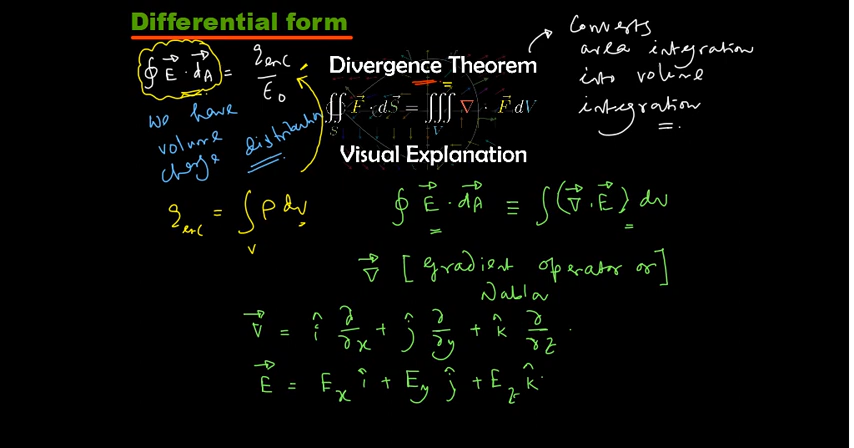 Differential form
∮ E⃗ · dA⃗ = q_enc / E₀
we have
volume
charge distribution
q_enc = ∫_V ρ dv
Divergence Theorem
∯_S F⃗ · dS⃗ = ∭_V ∇ · F⃗ dV
Visual Explanation
Converts
area integration
into volume
integration
∮ E⃗ · dA⃗ ≡ ∫ (∇⃗ · E⃗) dv
∇⃗ [gradient operator or]
Nabla
∇⃗ = î ∂/∂x + ĵ ∂/∂y + k̂ ∂/∂z
E⃗ = E_x î + E_y ĵ + E_z k̂